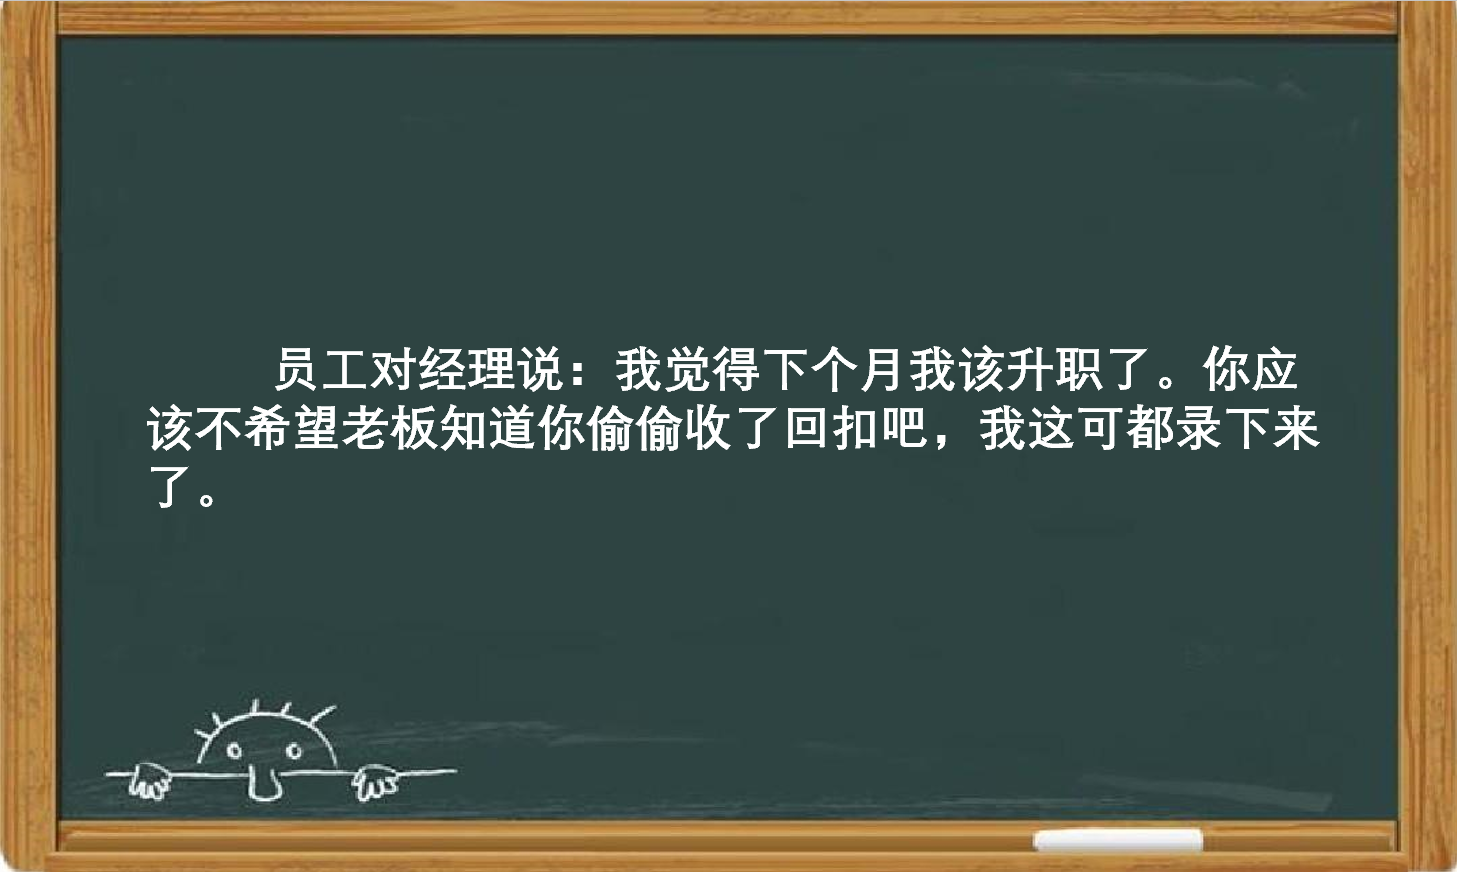 员工对经理说：我觉得下个月我该升职了。你应
该不希望老板知道你偷偷收了回扣吧，我这可都录下来
了。